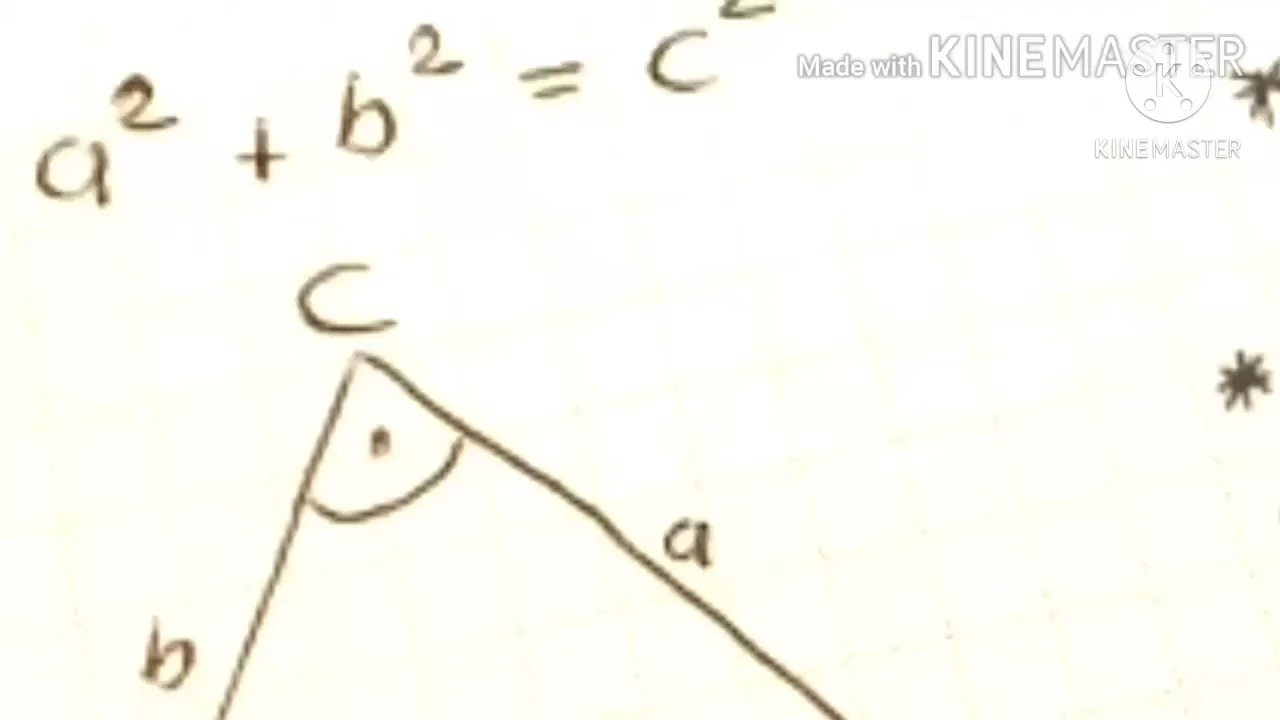 a² + b² = c²
Made with KINEMASTER
KINEMASTER
*
C
*
a
b